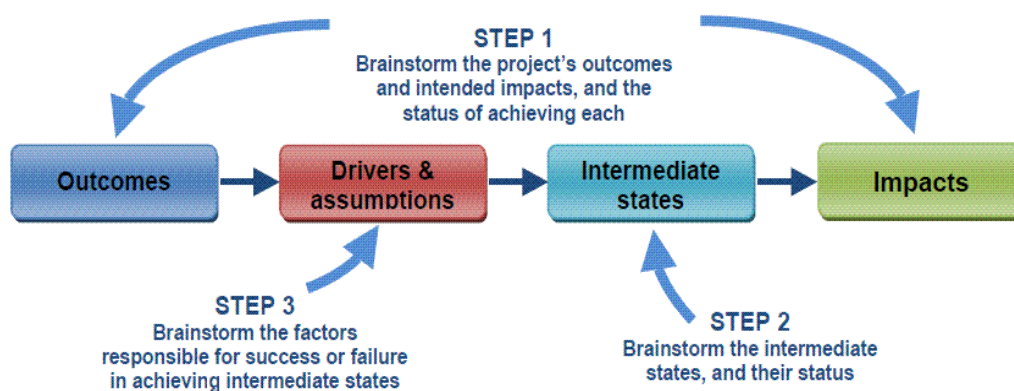 STEP 1
Brainstorm the project's outcomes
and intended impacts, and the
status of achieving each
Outcomes
Drivers &
assumptions
Intermediate
states
Impacts
STEP 3
Brainstorm the factors
responsible for success or failure
in achieving intermediate states
STEP 2
Brainstorm the intermediate
states, and their status